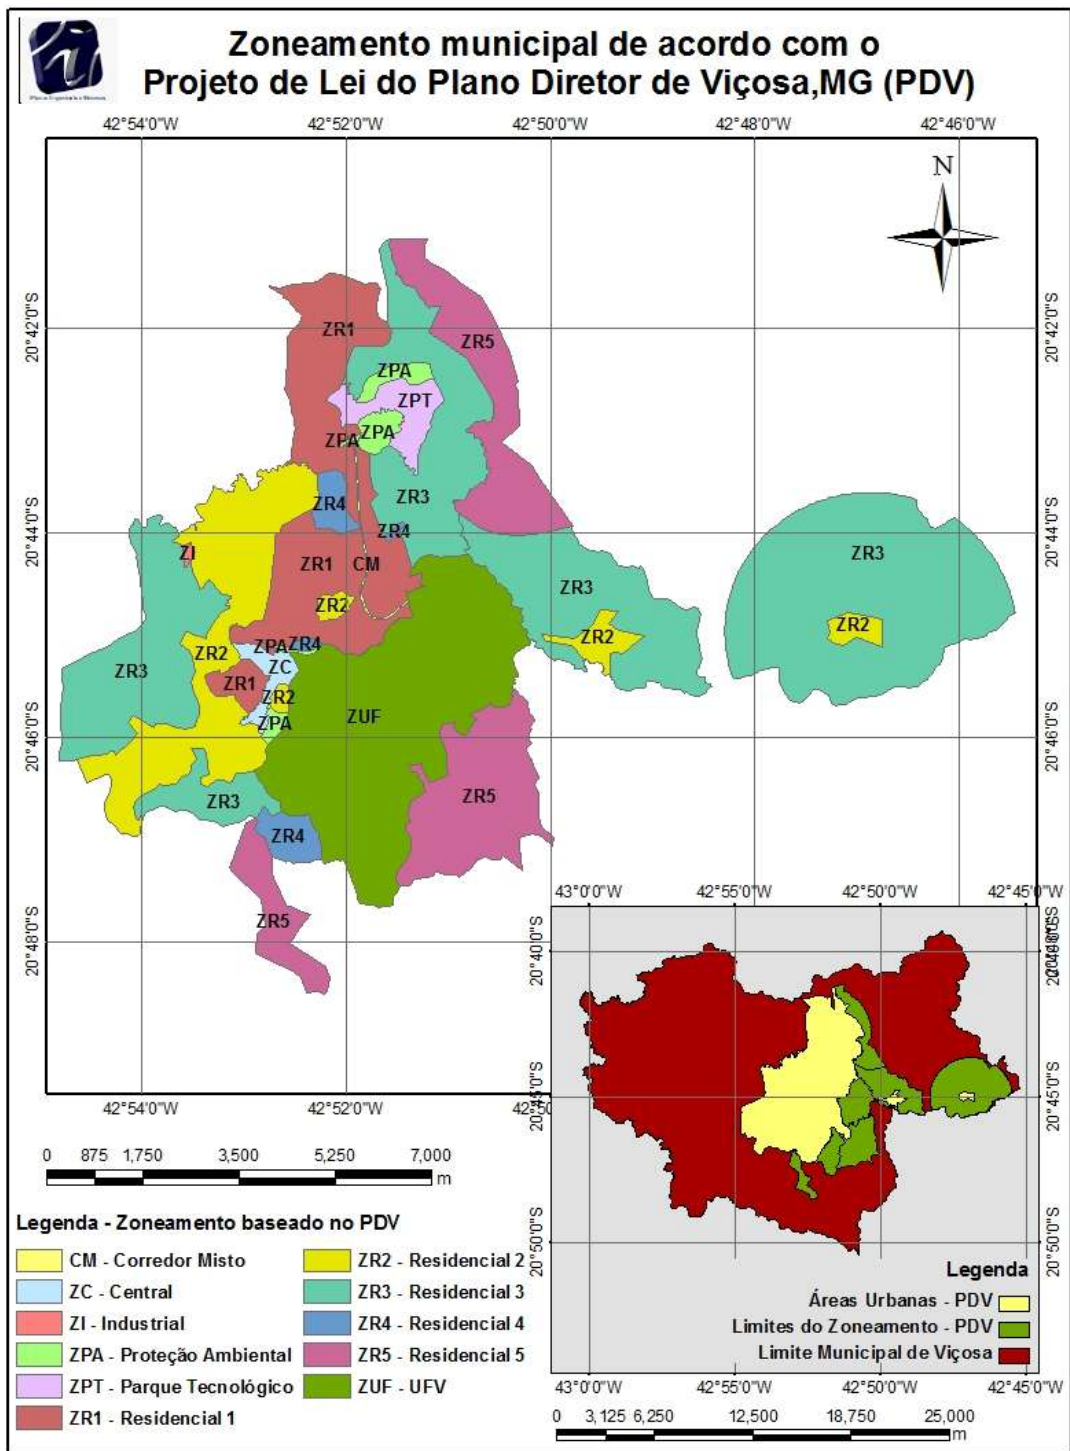 Zoneamento municipal de acordo com o
Projeto de Lei do Plano Diretor de Viçosa,MG (PDV)
42°54'0"W 42°52'0"W 42°50'0"W 42°48'0"W 42°46'0"W
N
20°42'0"S
20°42'0"S
ZR1
ZR5
ZPA
ZPT
ZPA
ZPA
ZR4
ZR3
20°44'0"S
20°44'0"S
ZR4
ZI
ZR1
CM
ZR3
ZR3
ZR2
ZR2
ZR2
ZPA
ZR4
ZR2
ZC
ZR3
ZR1
ZR2
ZPA
ZUF
20°46'0"S
20°46'0"S
ZR3
ZR5
ZR4
ZR5
20°48'0"S
42°54'0"W 42°52'0"W
0 875 1,750 3,500 5,250 7,000
m
43°0'0"W 42°55'0"W 42°50'0"W 42°45'0"W
20°40'0"S
20°45'0"S
20°45'0"S
20°50'0"S
20°50'0"S
Legenda
Áreas Urbanas - PDV
Limites do Zoneamento - PDV
Limite Municipal de Viçosa
43°0'0"W 42°55'0"W 42°50'0"W 42°45'0"W
0 3,125 6,250 12,500 18,750 25,000
m
Legenda - Zoneamento baseado no PDV
CM - Corredor Misto
ZC - Central
ZI - Industrial
ZPA - Proteção Ambiental
ZPT - Parque Tecnológico
ZR1 - Residencial 1
ZR2 - Residencial 2
ZR3 - Residencial 3
ZR4 - Residencial 4
ZR5 - Residencial 5
ZUF - UFV